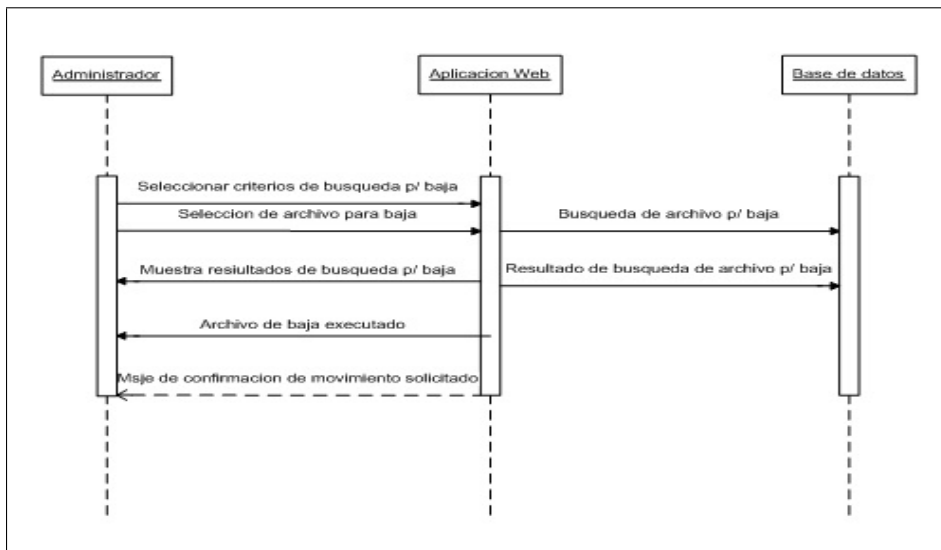 Administrador
Aplicacion Web
Base de datos
Seleccionar criterios de busqueda p/ baja
Seleccion de archivo para baja
Busqueda de archivo p/ baja
Muestra resiultados de busqueda p/ baja
Resultado de busqueda de archivo p/ baja
Archivo de baja executado
Msje de confirmacion de movimiento solicitado